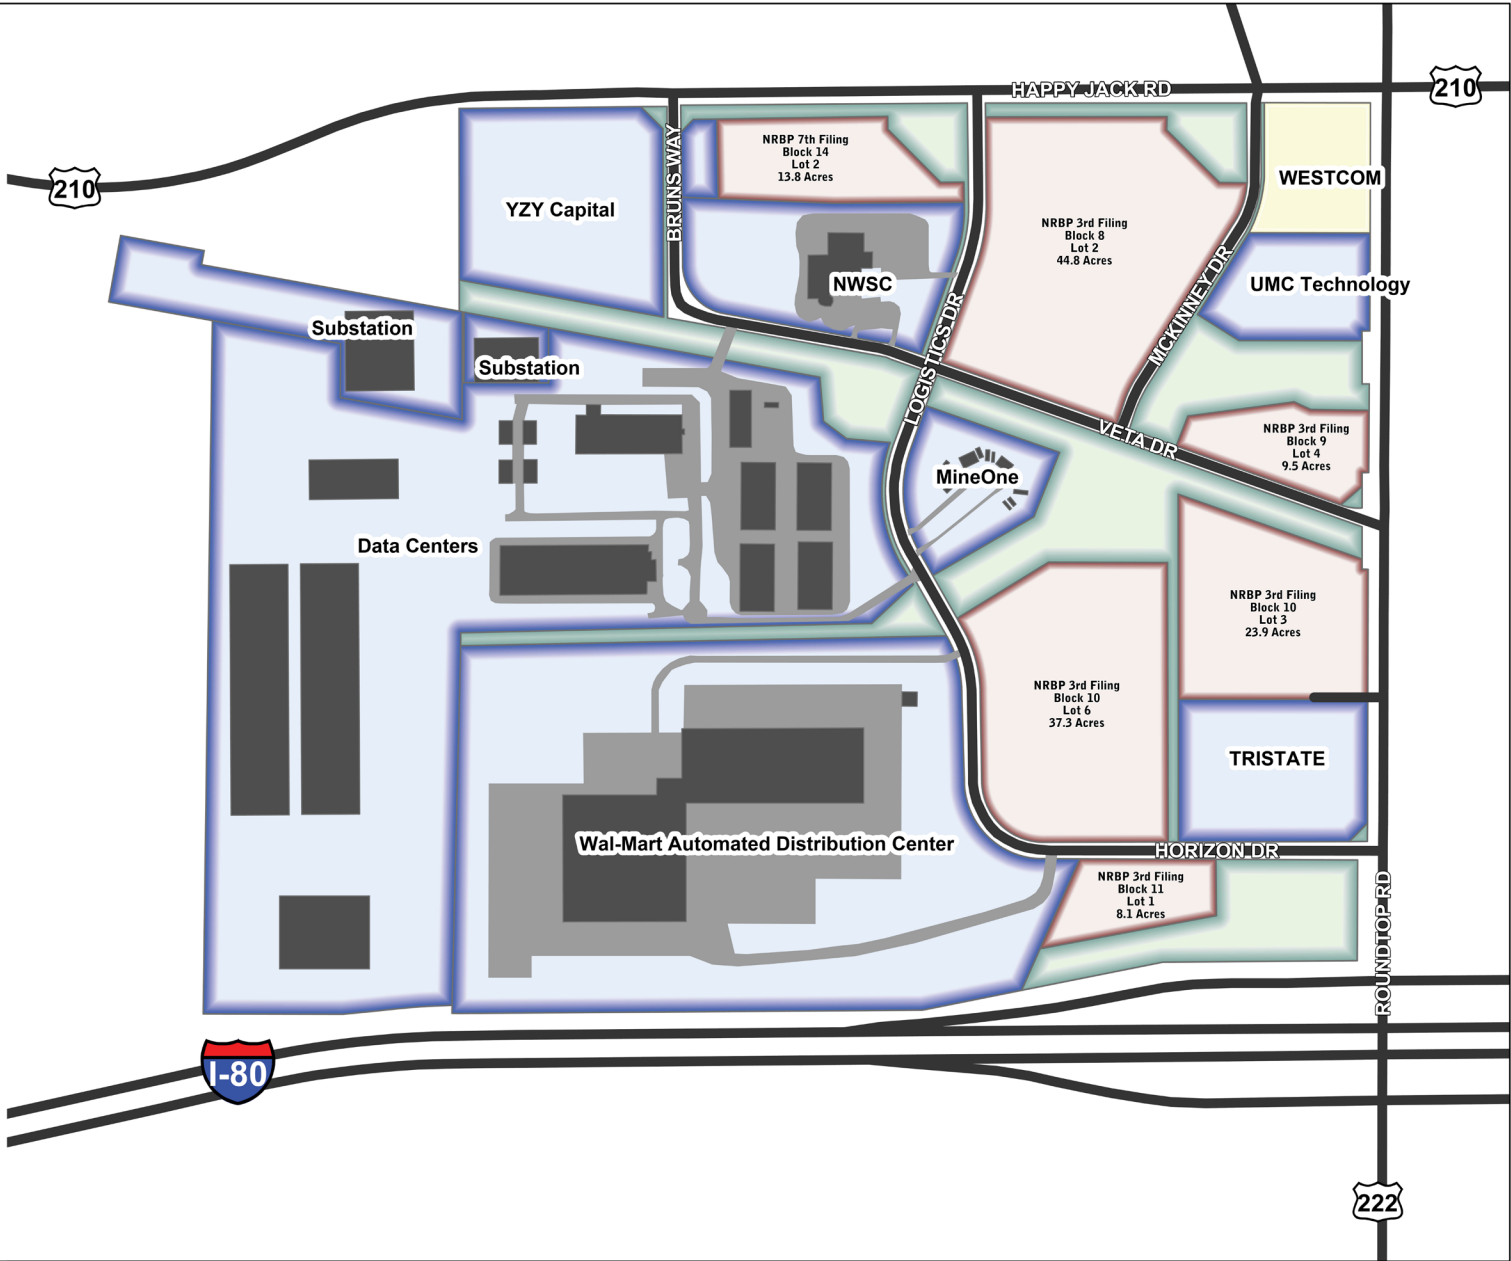 HAPPY JACK RD
210
210
BRUNS WAY
NRBP 7th Filing
Block 14
Lot 2
13.8 Acres
WESTCOM
YZY Capital
NRBP 3rd Filing
Block 8
Lot 2
44.8 Acres
NWSC
UMC Technology
MCKINNEY DR
LOGISTICS DR
Substation
Substation
VETA DR
NRBP 3rd Filing
Block 9
Lot 4
9.5 Acres
MineOne
Data Centers
NRBP 3rd Filing
Block 10
Lot 3
23.9 Acres
NRBP 3rd Filing
Block 10
Lot 6
37.3 Acres
TRISTATE
Wal-Mart Automated Distribution Center
HORIZON DR
NRBP 3rd Filing
Block 11
Lot 1
8.1 Acres
ROUNDTOP RD
I-80
222